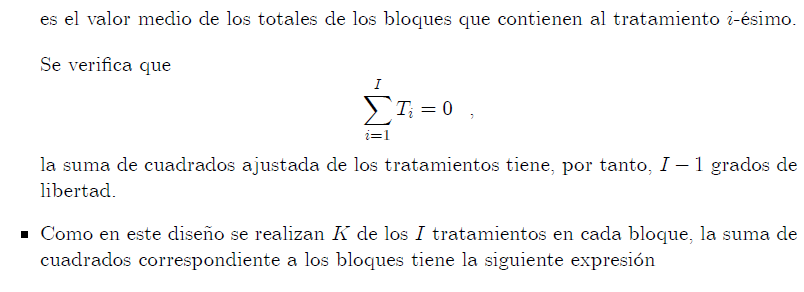 es el valor medio de los totales de los bloques que contienen al tratamiento i-ésimo.
Se verifica que
I
∑ T_i = 0 ,
i=1
la suma de cuadrados ajustada de los tratamientos tiene, por tanto, I − 1 grados de
libertad.
■ Como en este diseño se realizan K de los I tratamientos en cada bloque, la suma de
cuadrados correspondiente a los bloques tiene la siguiente expresión